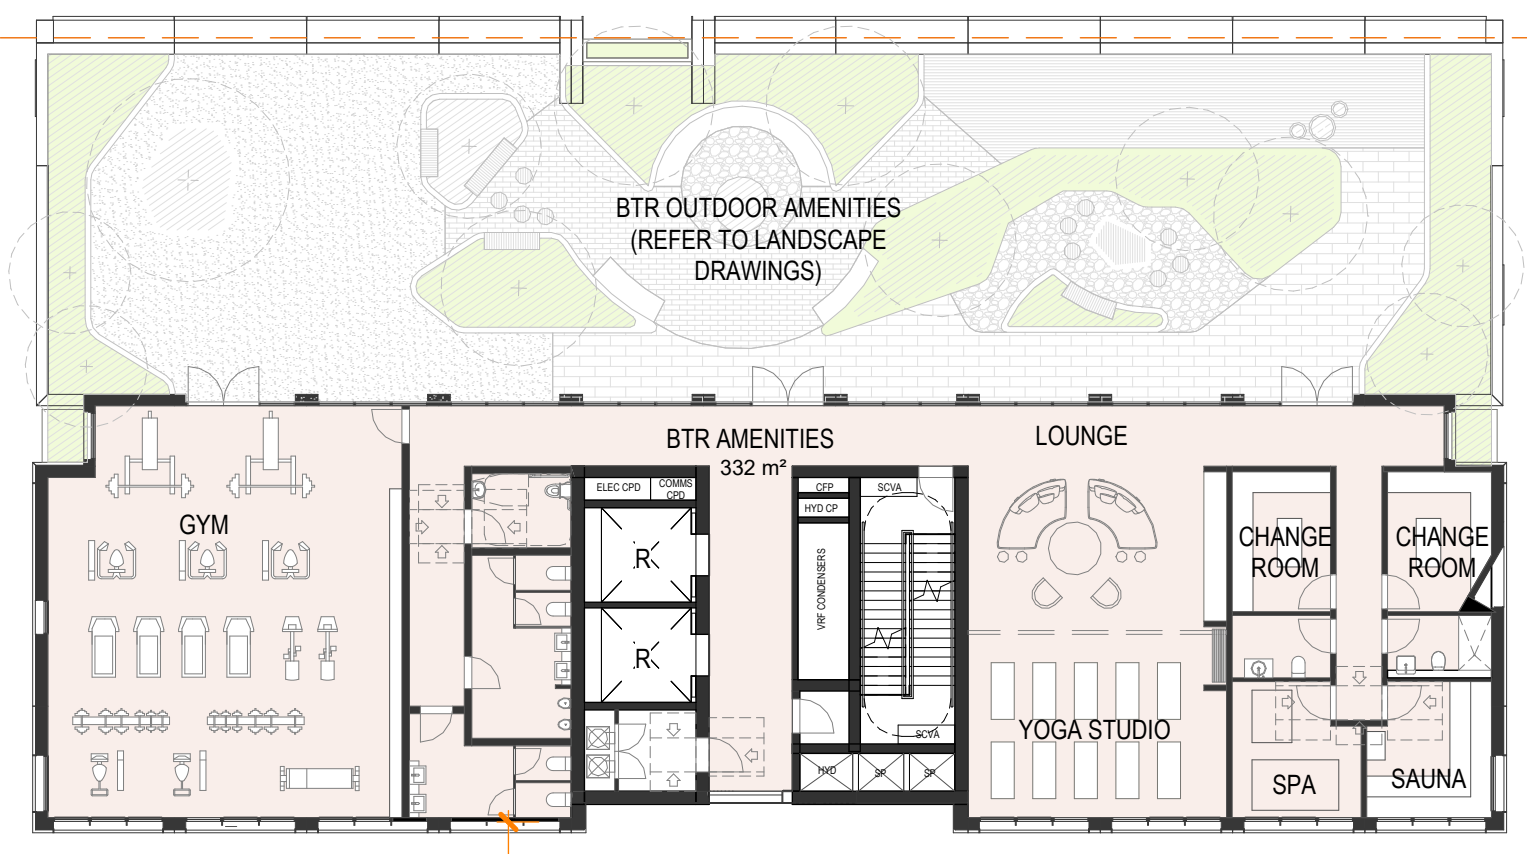 BTR OUTDOOR AMENITIES
(REFER TO LANDSCAPE
DRAWINGS)
BTR AMENITIES
332 m²
LOUNGE
ELEC CPD
COMMS
CPD
CFP
SCVA
HYD CP
GYM
R
VRF CONDENSERS
CHANGE
ROOM
CHANGE
ROOM
R
YOGA STUDIO
SCVA
HYD
SP
SP
SPA
SAUNA